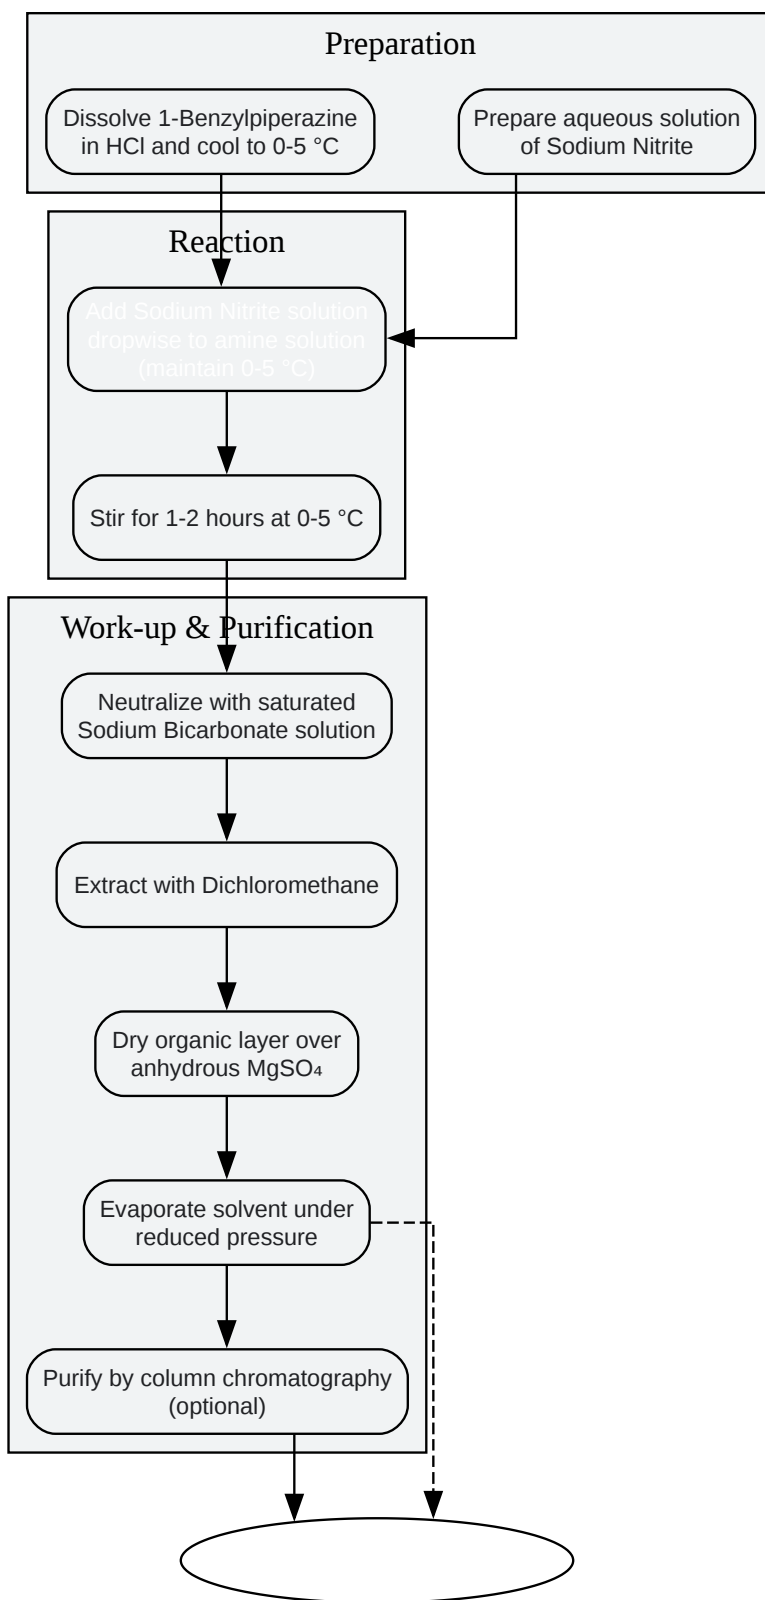 Preparation
Dissolve 1-Benzylpiperazine
in HCl and cool to 0-5 °C
Prepare aqueous solution
of Sodium Nitrite
Reaction
Add Sodium Nitrite solution
dropwise to amine solution
(maintain 0-5 °C)
Stir for 1-2 hours at 0-5 °C
Work-up & Purification
Neutralize with saturated
Sodium Bicarbonate solution
Extract with Dichloromethane
Dry organic layer over
anhydrous MgSO₄
Evaporate solvent under
reduced pressure
Purify by column chromatography
(optional)